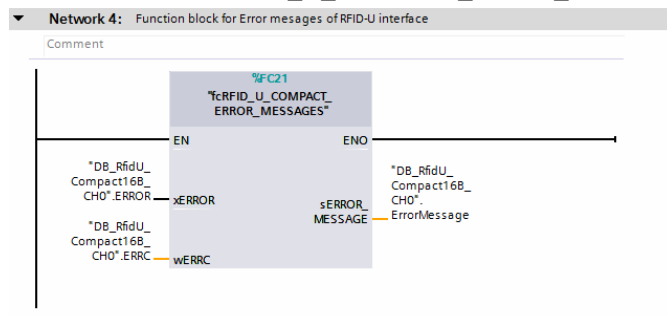 Network 4: Function block for Error mesages of RFID-U interface
Comment
%FC21
"fcRFID_U_COMPACT_
ERROR_MESSAGES"
EN
ENO
"DB_RfidU_
Compact16B_
CH0".ERROR
xERROR
sERROR_
MESSAGE
"DB_RfidU_
Compact16B_
CH0".
ErrorMessage
"DB_RfidU_
Compact16B_
CH0".ERRC
wERRC